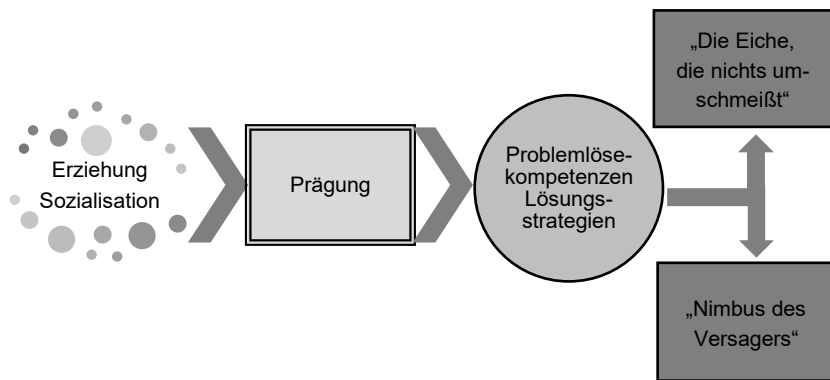 Erziehung
Sozialisation
Prägung
Problemlöse-
kompetenzen
Lösungs-
strategien
„Die Eiche,
die nichts um-
schmeißt“
„Nimbus des
Versagers“